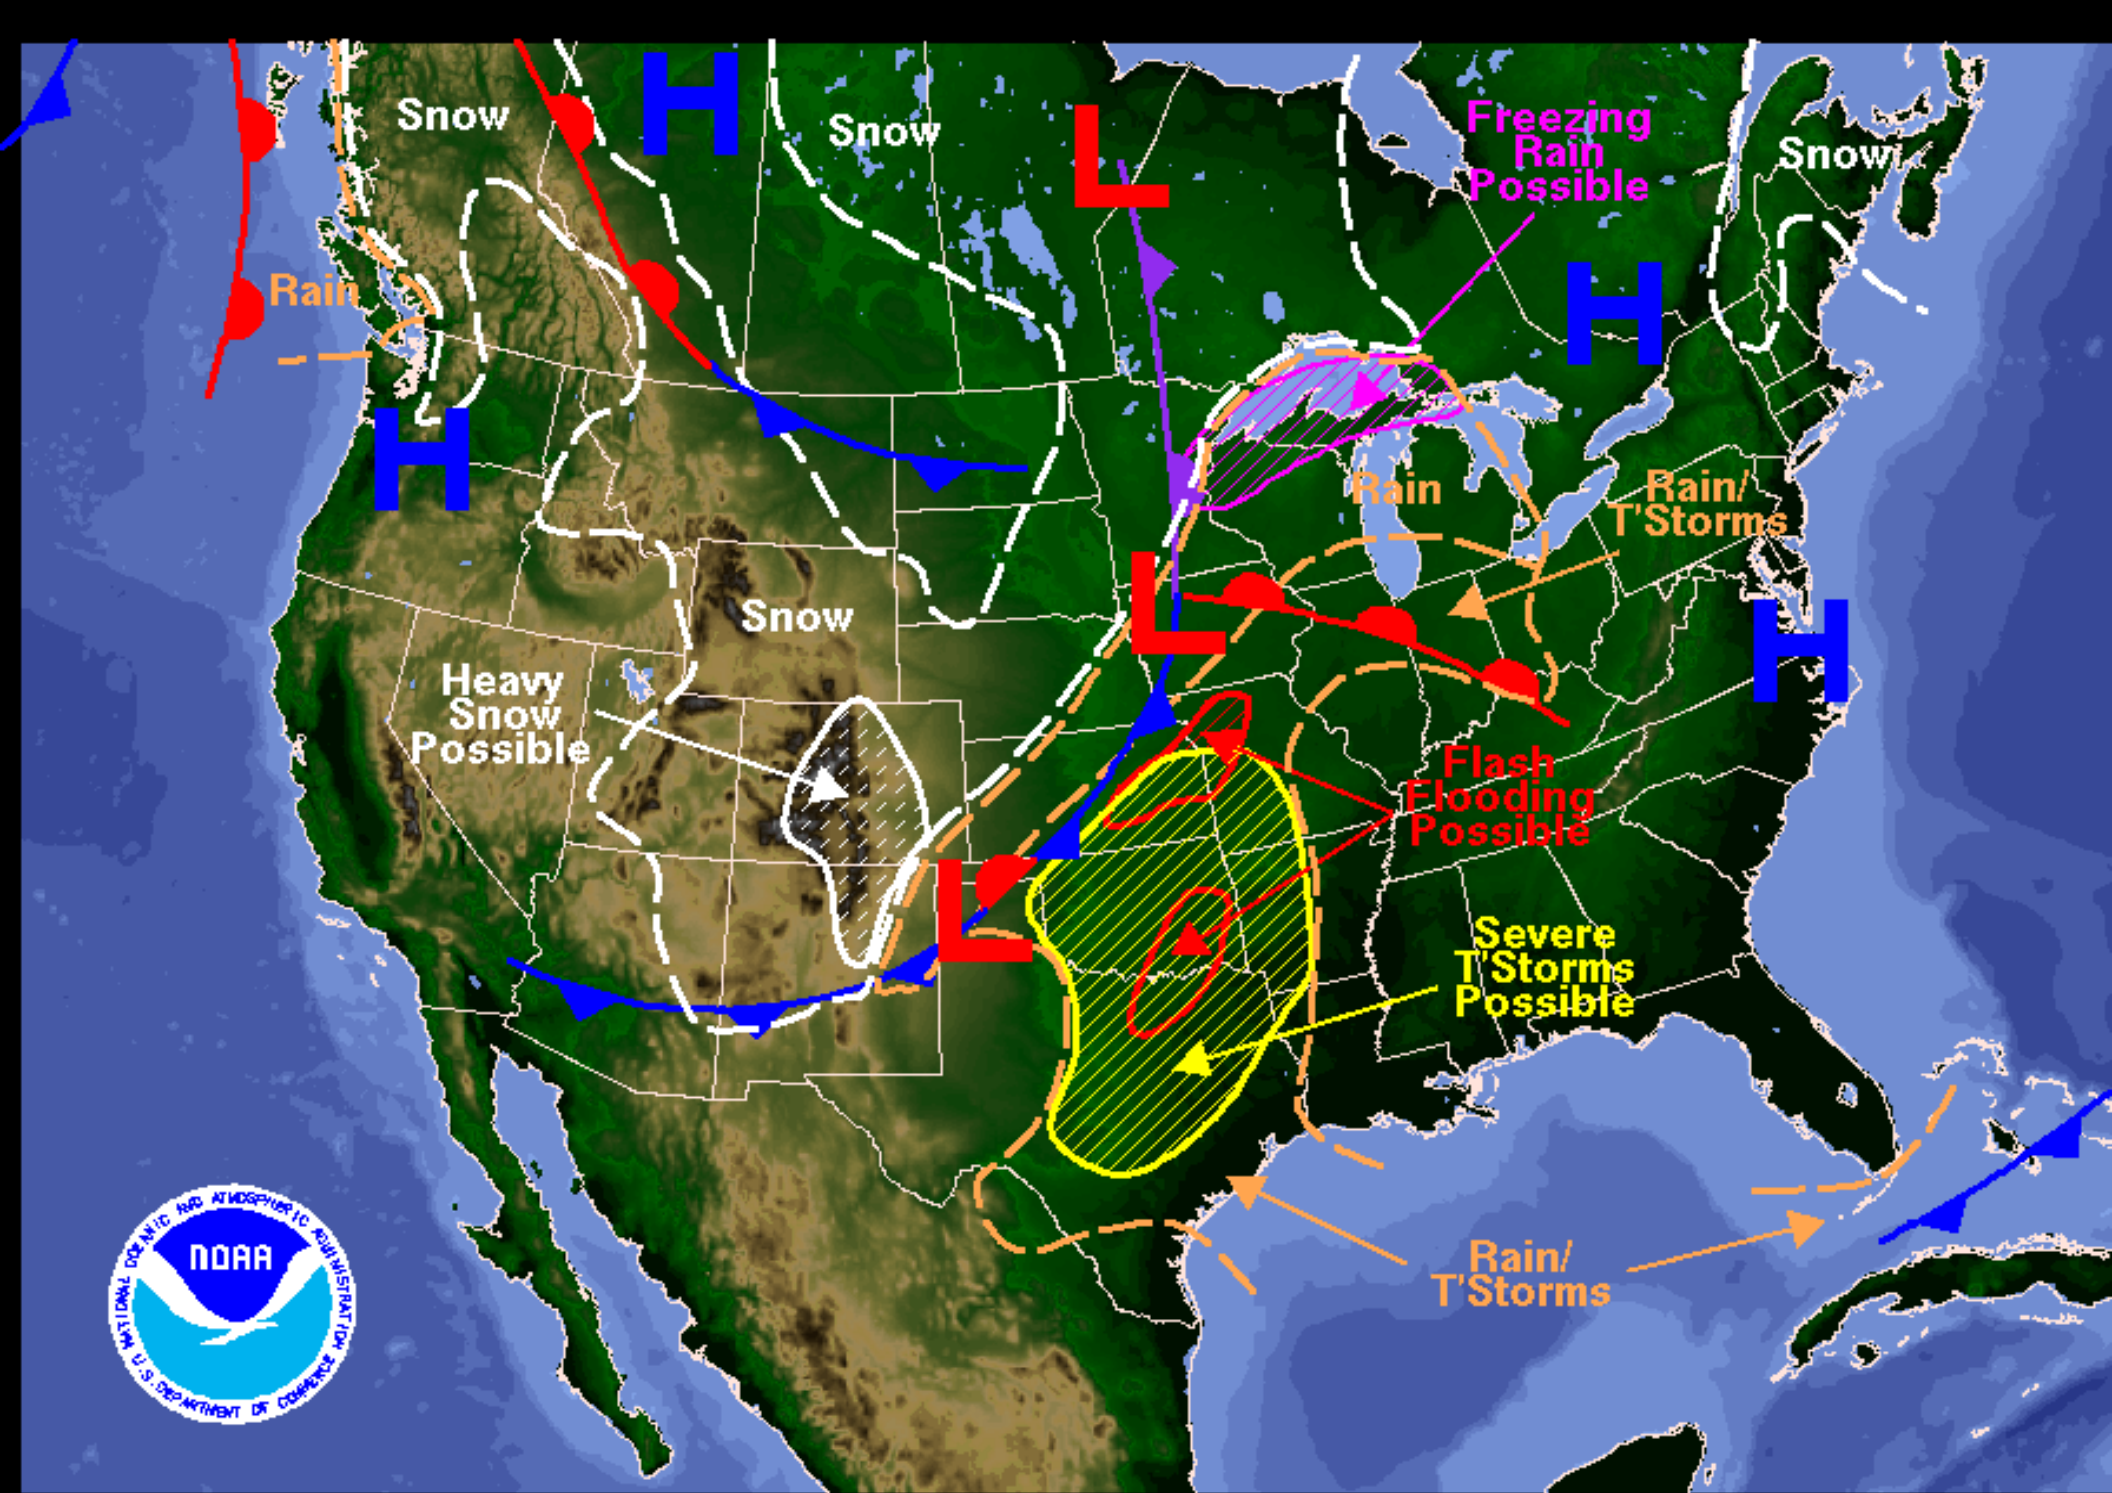 Snow
Snow
Freezing
Rain
Possible
Snow
H
L
Rain
H
H
Rain
Rain/
T'Storms
L
Snow
H
Heavy
Snow
Possible
Flash
Flooding
Possible
L
Severe
T'Storms
Possible
Rain/
T'Storms
NATIONAL OCEANIC AND ATMOSPHERIC ADMINISTRATION
NOAA
U.S. DEPARTMENT OF COMMERCE